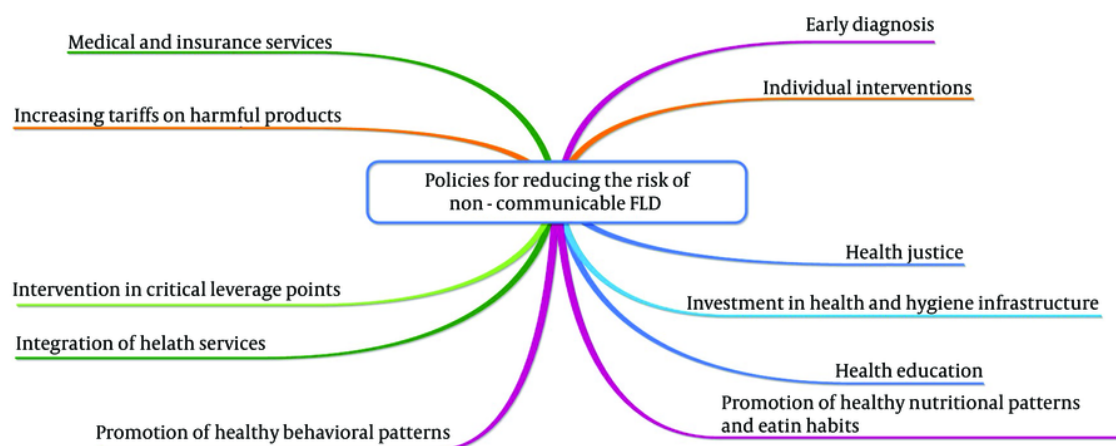 Medical and insurance services
Increasing tariffs on harmful products
Early diagnosis
Individual interventions
Policies for reducing the risk of
non - communicable FLD
Intervention in critical leverage points
Integration of helath services
Promotion of healthy behavioral patterns
Health justice
Investment in health and hygiene infrastructure
Health education
Promotion of healthy nutritional patterns
and eatin habits